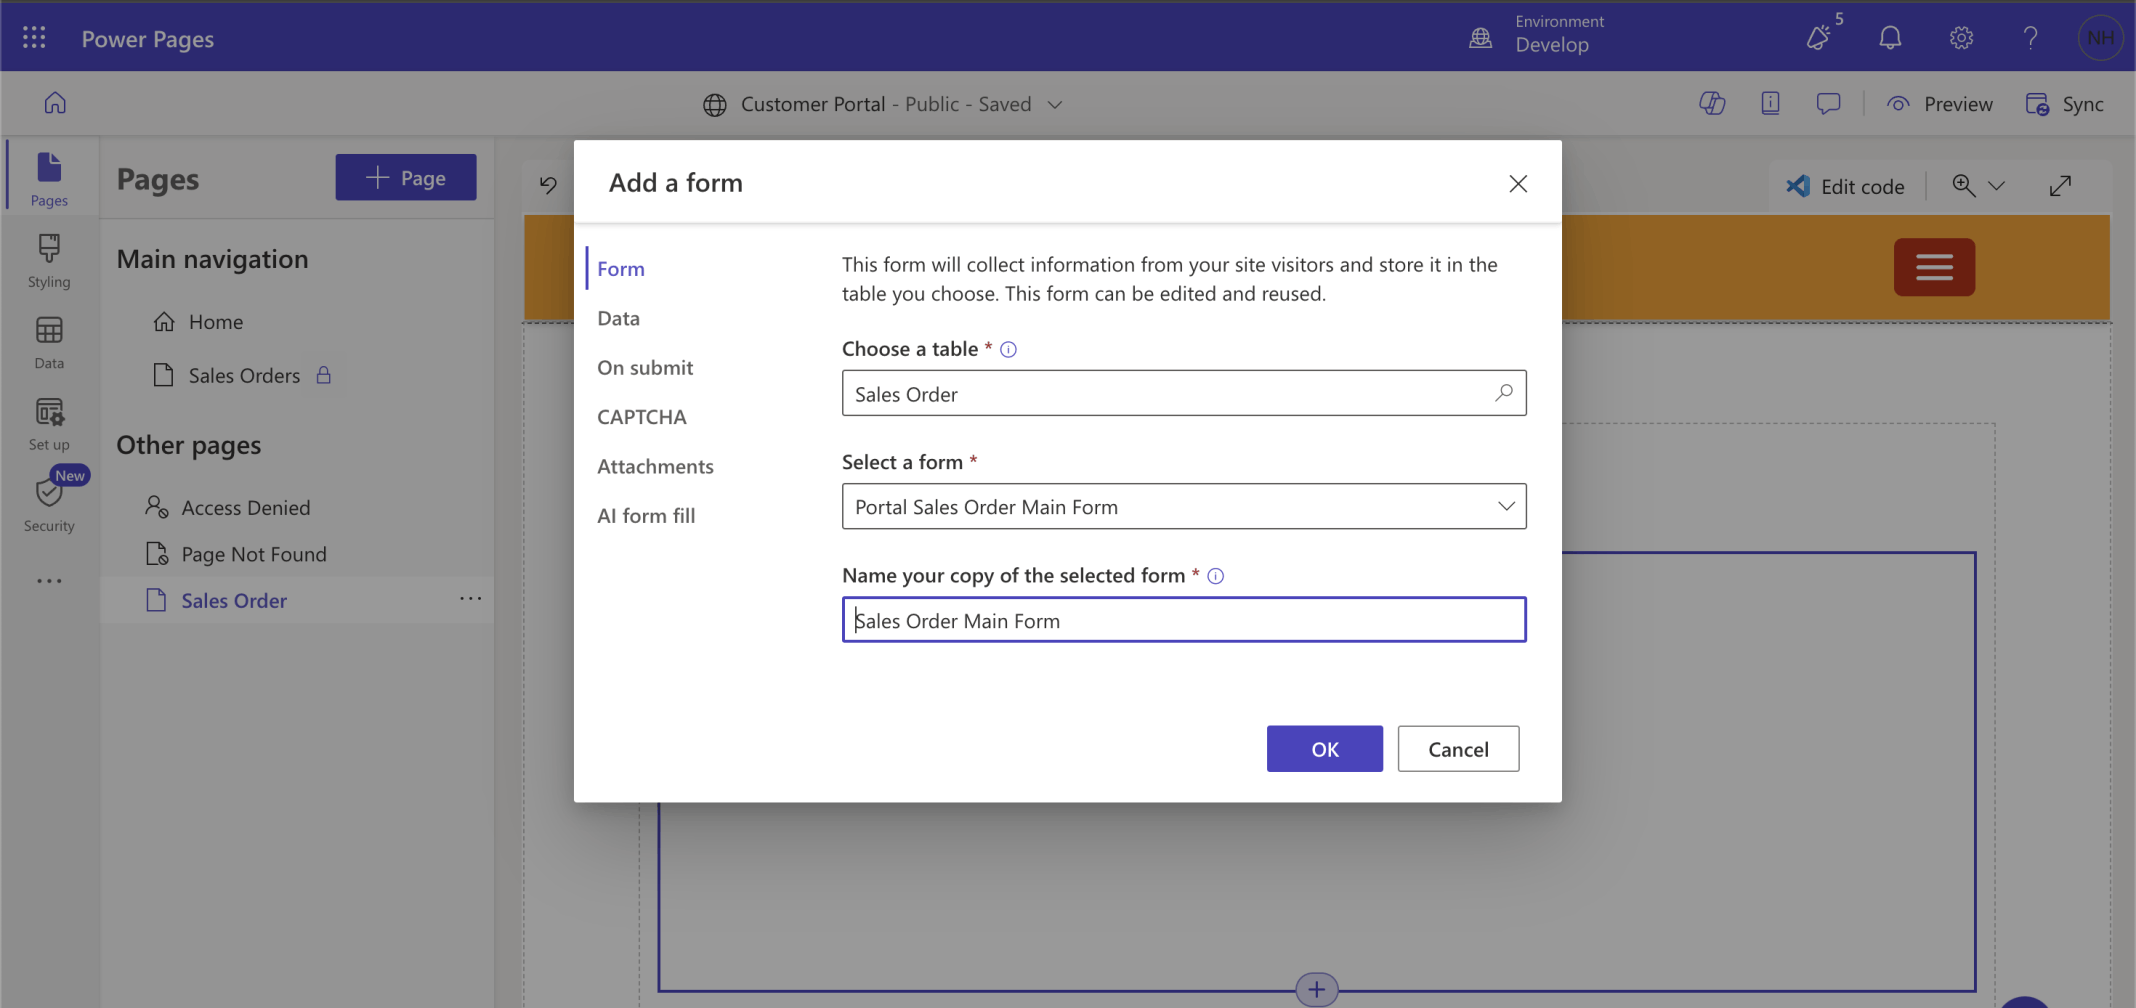 Power Pages
Environment
Develop
5
NH
Customer Portal - Public - Saved
Preview
Sync
Pages
Styling
Data
Set up
New
Security
Pages
Page
Main navigation
Home
Sales Orders
Other pages
Access Denied
Page Not Found
Sales Order
Edit code
Add a form
Form
Data
On submit
CAPTCHA
Attachments
AI form fill
This form will collect information from your site visitors and store it in the
table you choose. This form can be edited and reused.
Choose a table *
Sales Order
Select a form *
Portal Sales Order Main Form
Name your copy of the selected form *
Sales Order Main Form
OK
Cancel